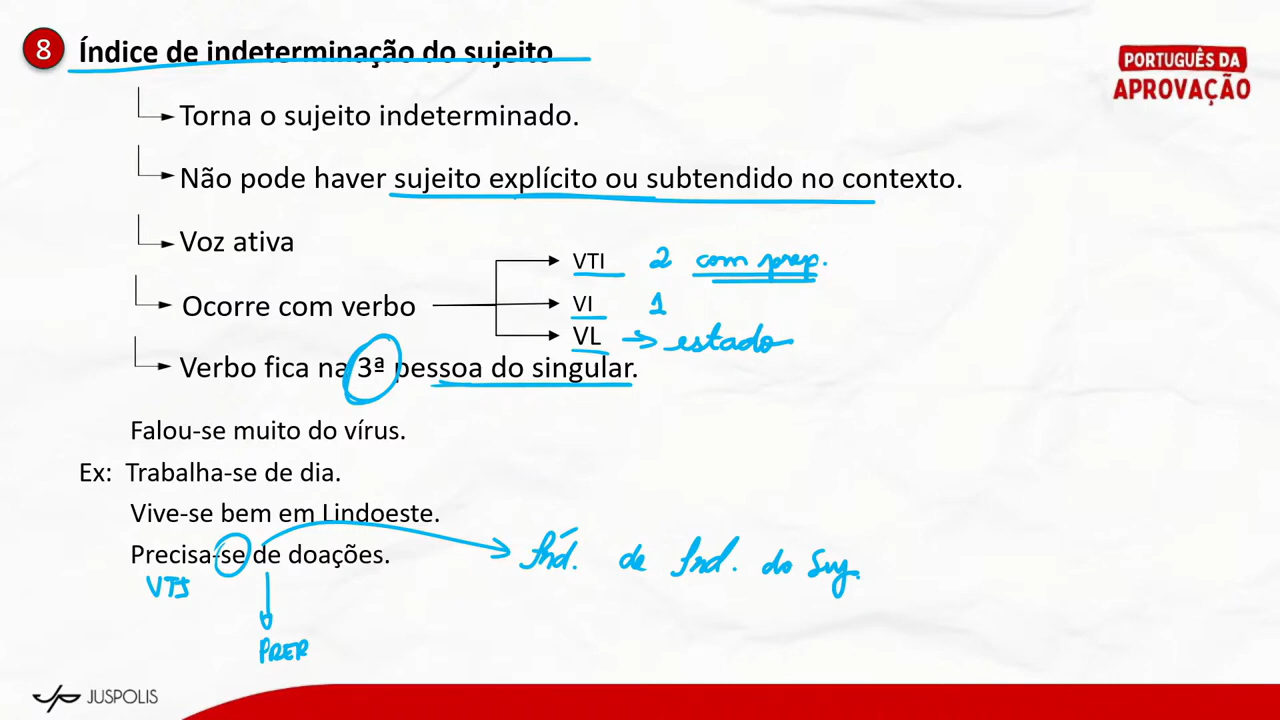 8 Índice de indeterminação do sujeito
PORTUGUÊS DA
APROVAÇÃO
Torna o sujeito indeterminado.
Não pode haver sujeito explícito ou subtendido no contexto.
Voz ativa
VTI 2 com prep.
Ocorre com verbo
VI 1
VL → estado
Verbo fica na 3ª pessoa do singular.
Falou-se muito do vírus.
Ex: Trabalha-se de dia.
Vive-se bem em Lindoeste.
Precisa-se de doações.
Índ. de Ind. do Suj.
VTI
PREP
JUSPOLIS